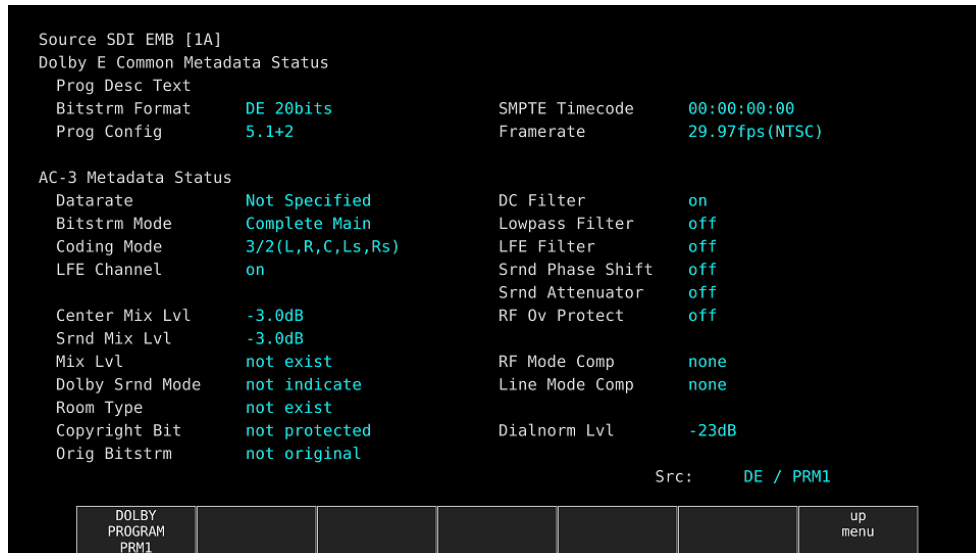 Source SDI EMB [1A]
Dolby E Common Metadata Status
Prog Desc Text
Bitstrm Format DE 20bits SMPTE Timecode 00:00:00:00
Prog Config 5.1+2 Framerate 29.97fps(NTSC)
AC-3 Metadata Status
Datarate Not Specified DC Filter on
Bitstrm Mode Complete Main Lowpass Filter off
Coding Mode 3/2(L,R,C,Ls,Rs) LFE Filter off
LFE Channel on Srnd Phase Shift off
Srnd Attenuator off
Center Mix Lvl -3.0dB RF Ov Protect off
Srnd Mix Lvl -3.0dB
Mix Lvl not exist RF Mode Comp none
Dolby Srnd Mode not indicate Line Mode Comp none
Room Type not exist
Copyright Bit not protected Dialnorm Lvl -23dB
Orig Bitstrm not original
Src: DE / PRM1
DOLBY
PROGRAM
PRM1
up
menu